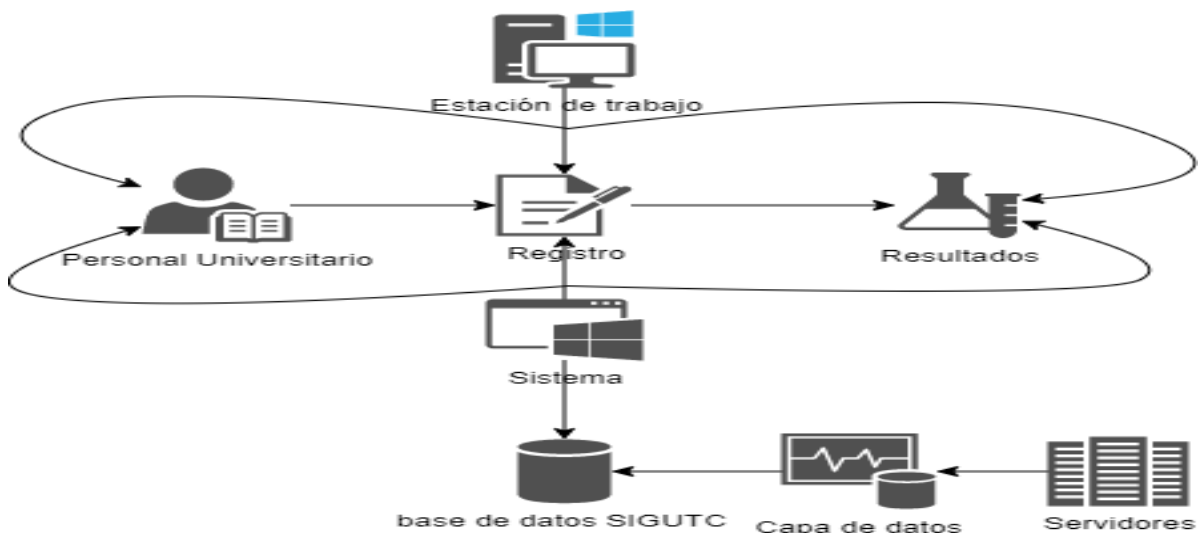 Estación de trabajo
Personal Universitario
Registro
Resultados
Sistema
base de datos SIGUTC
Capa de datos
Servidores